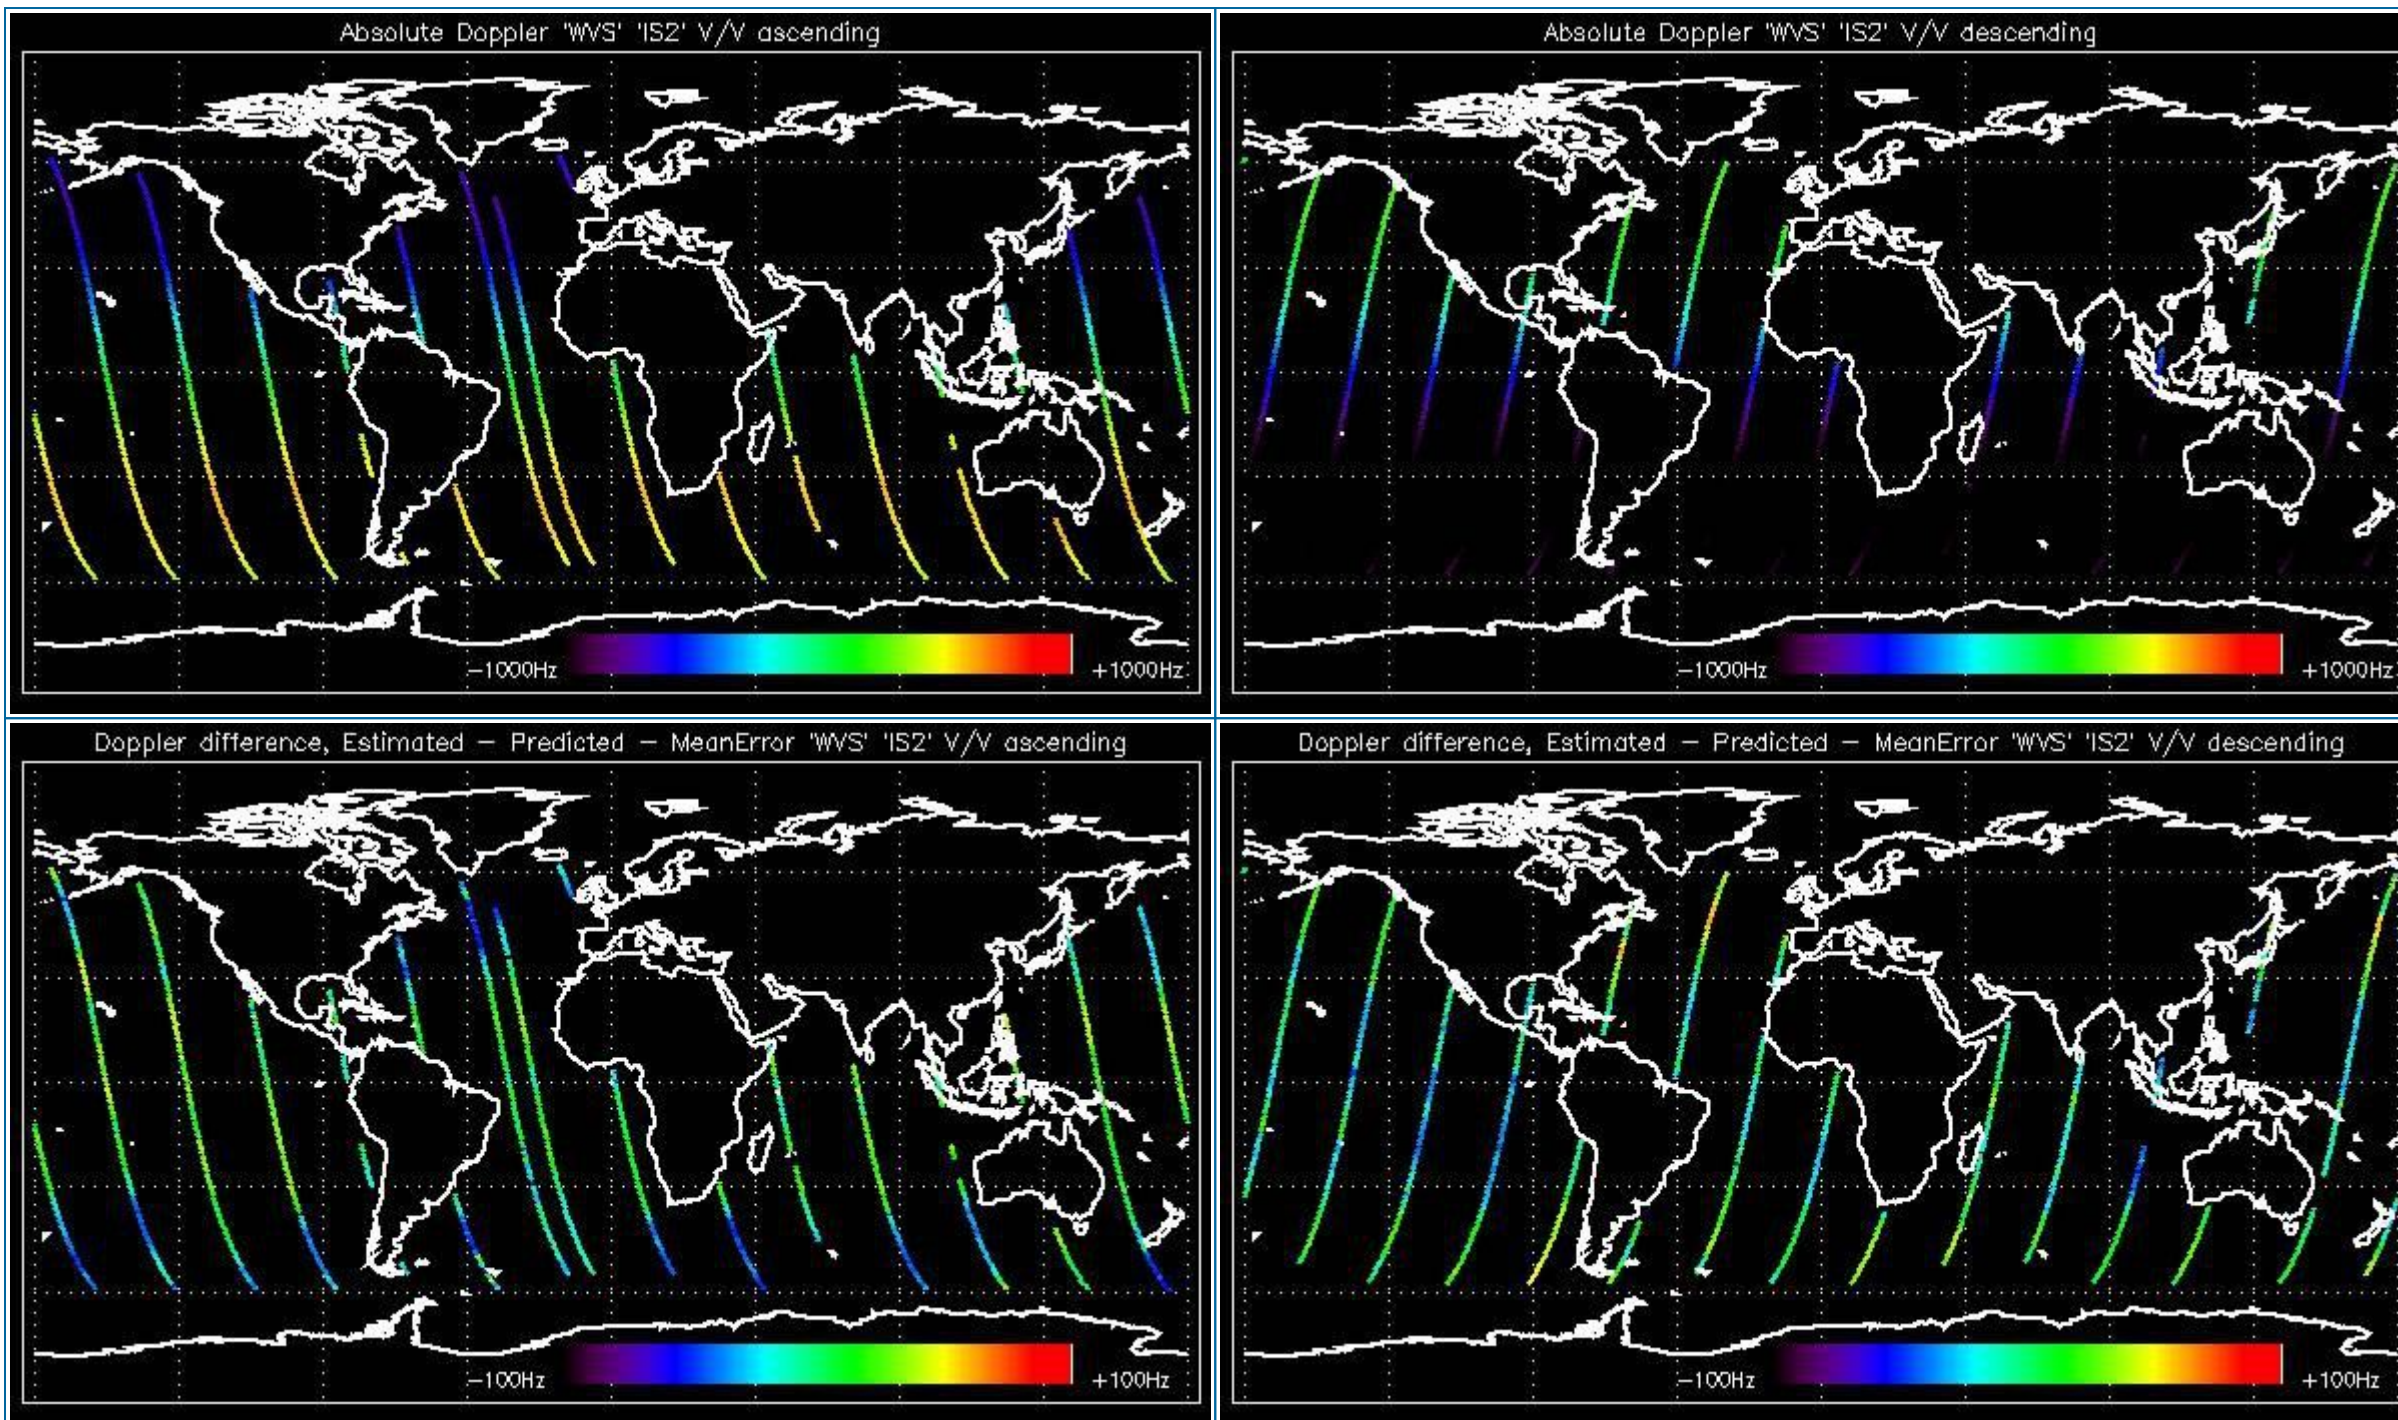 Absolute Doppler 'WVS' 'IS2' V/V ascending
-1000Hz +1000Hz
Absolute Doppler 'WVS' 'IS2' V/V descending
-1000Hz +1000Hz
Doppler difference, Estimated - Predicted - MeanError 'WVS' 'IS2' V/V ascending
-100Hz +100Hz
Doppler difference, Estimated - Predicted - MeanError 'WVS' 'IS2' V/V descending
-100Hz +100Hz